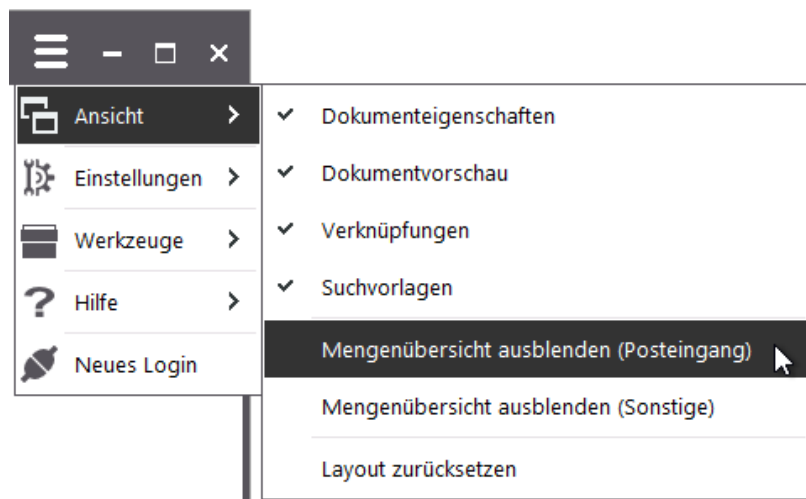 Ansicht
Einstellungen
Werkzeuge
Hilfe
Neues Login
Dokumenteigenschaften
Dokumentvorschau
Verknüpfungen
Suchvorlagen
Mengenübersicht ausblenden (Posteingang)
Mengenübersicht ausblenden (Sonstige)
Layout zurücksetzen